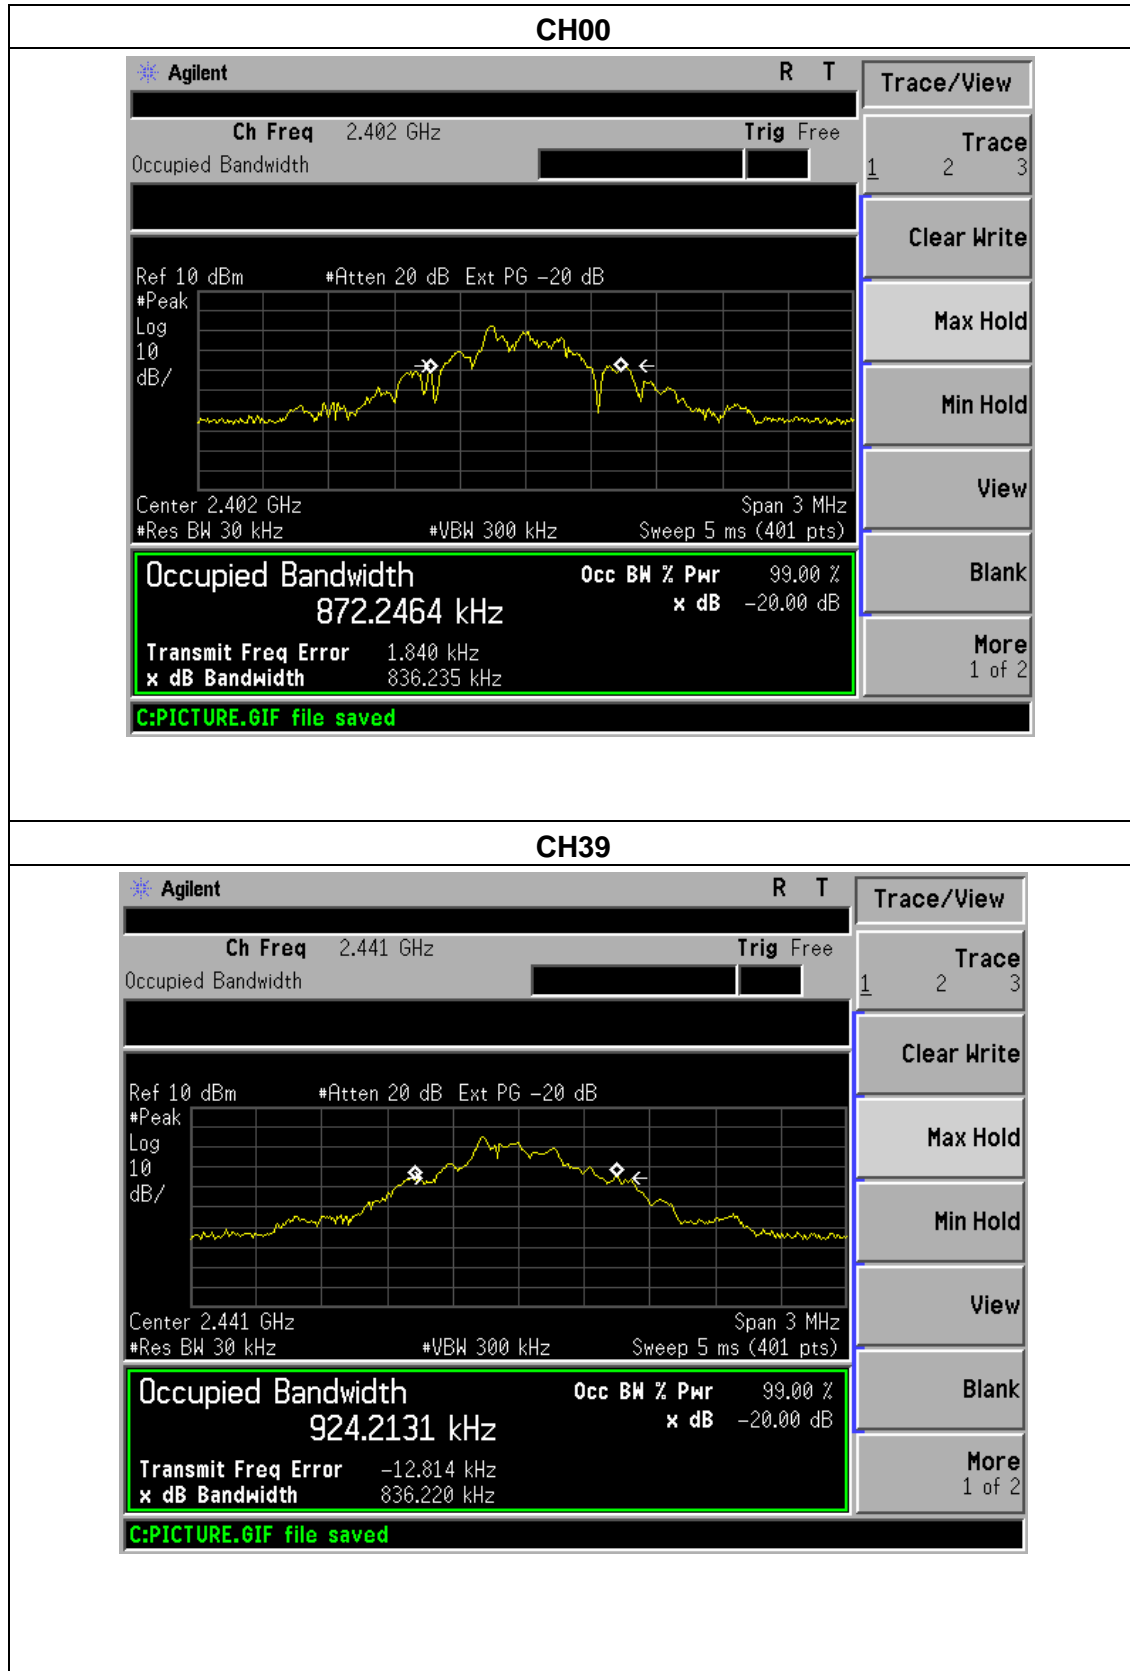 CH00
Agilent R T
Trace/View
Ch Freq 2.402 GHz Trig Free
Occupied Bandwidth
Trace
1 2 3
Clear Write
Ref 10 dBm #Atten 20 dB Ext PG -20 dB
#Peak
Log
10
dB/
Max Hold
Min Hold
View
Center 2.402 GHz Span 3 MHz
#Res BW 30 kHz #VBW 300 kHz Sweep 5 ms (401 pts)
Occupied Bandwidth Occ BW % Pwr 99.00 %
872.2464 kHz x dB -20.00 dB
Blank
Transmit Freq Error 1.840 kHz
x dB Bandwidth 836.235 kHz
More
1 of 2
C:PICTURE.GIF file saved
CH39
Agilent R T
Trace/View
Ch Freq 2.441 GHz Trig Free
Occupied Bandwidth
Trace
1 2 3
Clear Write
Ref 10 dBm #Atten 20 dB Ext PG -20 dB
#Peak
Log
10
dB/
Max Hold
Min Hold
View
Center 2.441 GHz Span 3 MHz
#Res BW 30 kHz #VBW 300 kHz Sweep 5 ms (401 pts)
Occupied Bandwidth Occ BW % Pwr 99.00 %
924.2131 kHz x dB -20.00 dB
Blank
Transmit Freq Error -12.814 kHz
x dB Bandwidth 836.220 kHz
More
1 of 2
C:PICTURE.GIF file saved